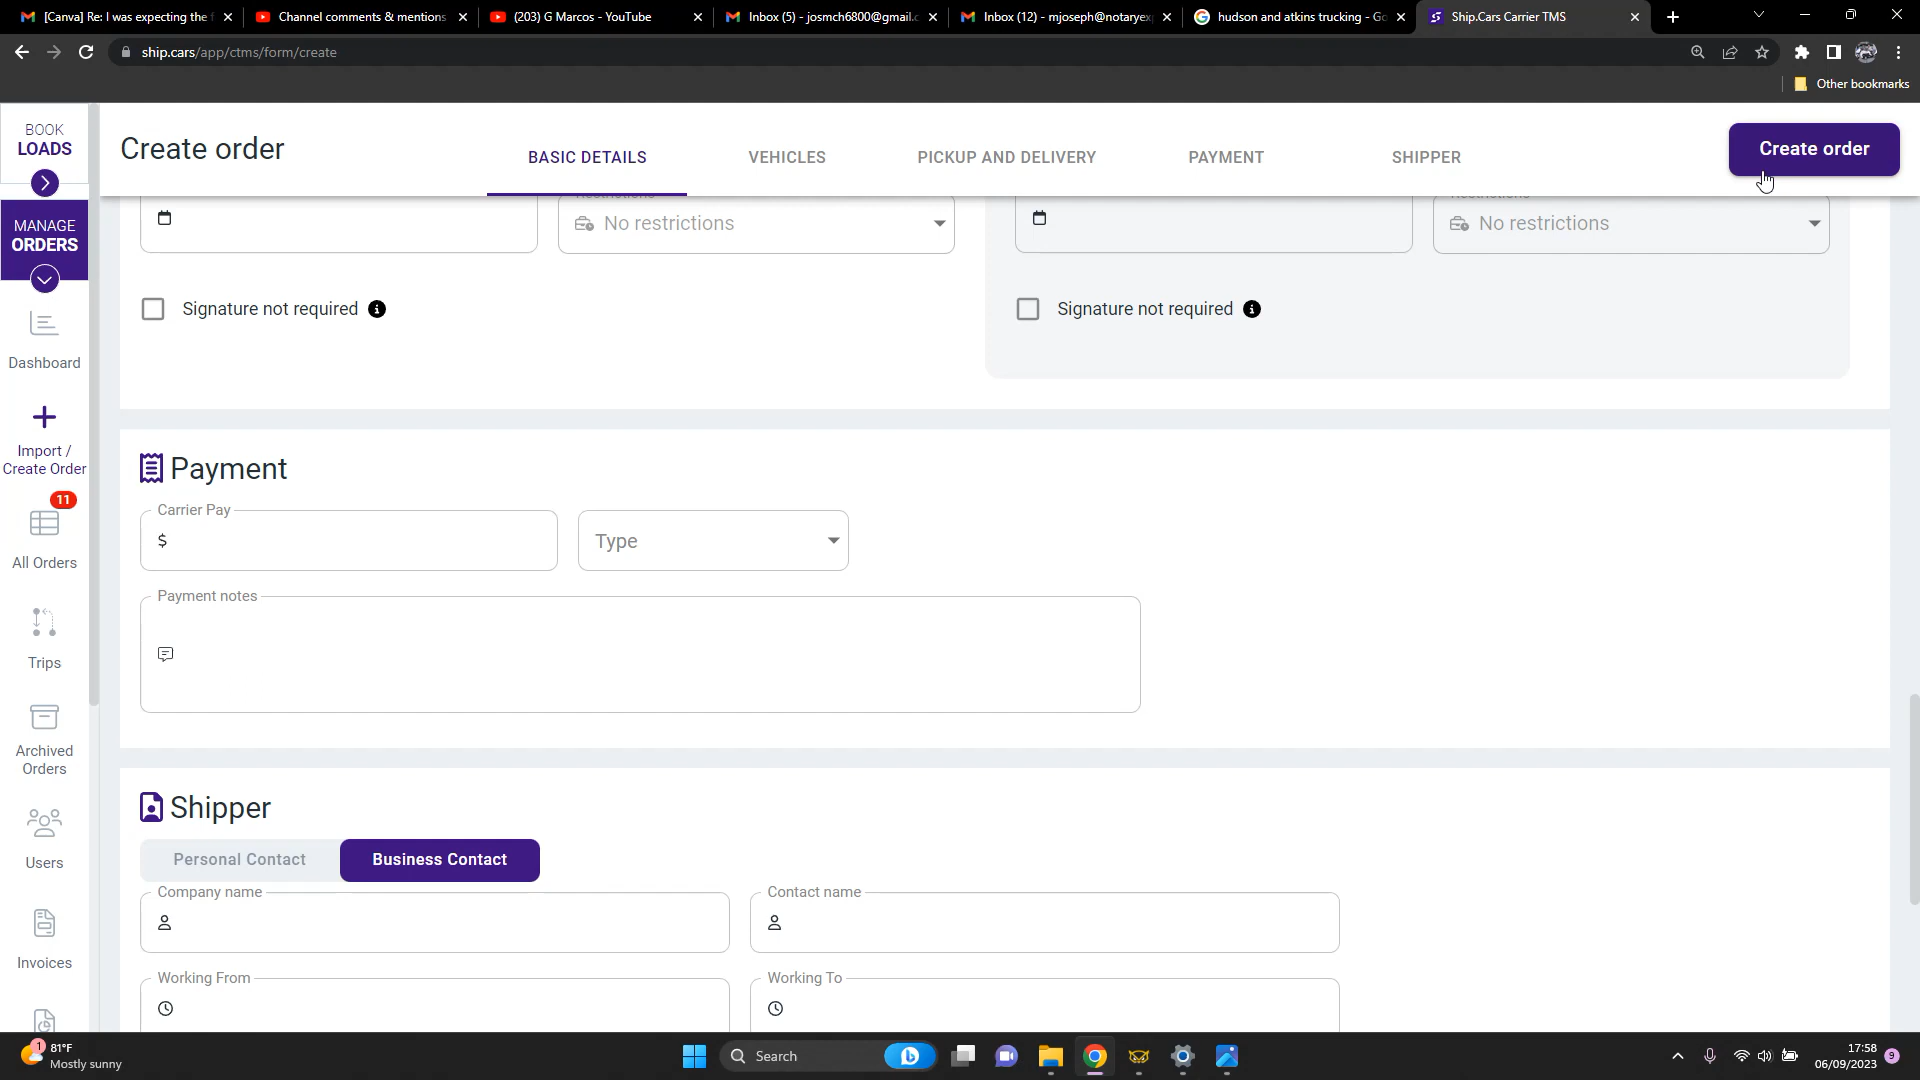 [Canva] Re: I was expecting the f
Channel comments & mentions
(203) G Marcos - YouTube
Inbox (5) - josmch6800@gmail.c
Inbox (12) - mjoseph@notaryexp
hudson and atkins trucking - Go
Ship.Cars Carrier TMS
ship.cars/app/ctms/form/create
Other bookmarks
BOOK
LOADS
Create order
BASIC DETAILS
VEHICLES
PICKUP AND DELIVERY
PAYMENT
SHIPPER
Create order
MANAGE
ORDERS
No restrictions
No restrictions
Signature not required
Signature not required
Dashboard
Import /
Create Order
11
All Orders
Trips
Archived
Orders
Users
Invoices
Payment
Carrier Pay
$
Type
Payment notes
Shipper
Personal Contact
Business Contact
Company name
Contact name
Working From
Working To
1
81°F
Mostly sunny
Search
17:58
06/09/2023
9